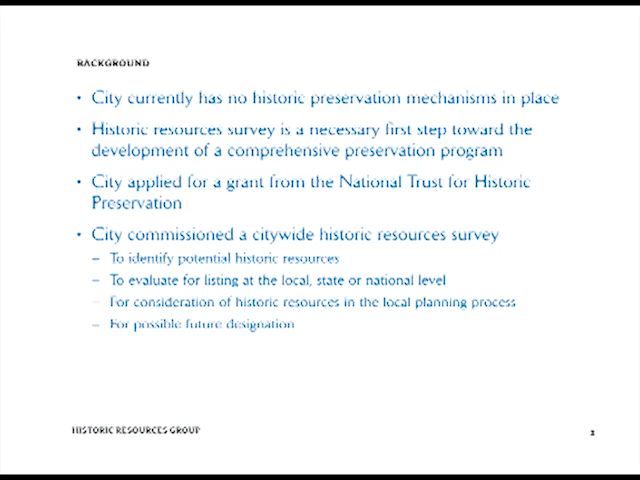 BACKGROUND
• City currently has no historic preservation mechanisms in place
• Historic resources survey is a necessary first step toward the
development of a comprehensive preservation program
• City applied for a grant from the National Trust for Historic
Preservation
• City commissioned a citywide historic resources survey
– To identify potential historic resources
– To evaluate for listing at the local, state or national level
– For consideration of historic resources in the local planning process
– For possible future designation
HISTORIC RESOURCES GROUP